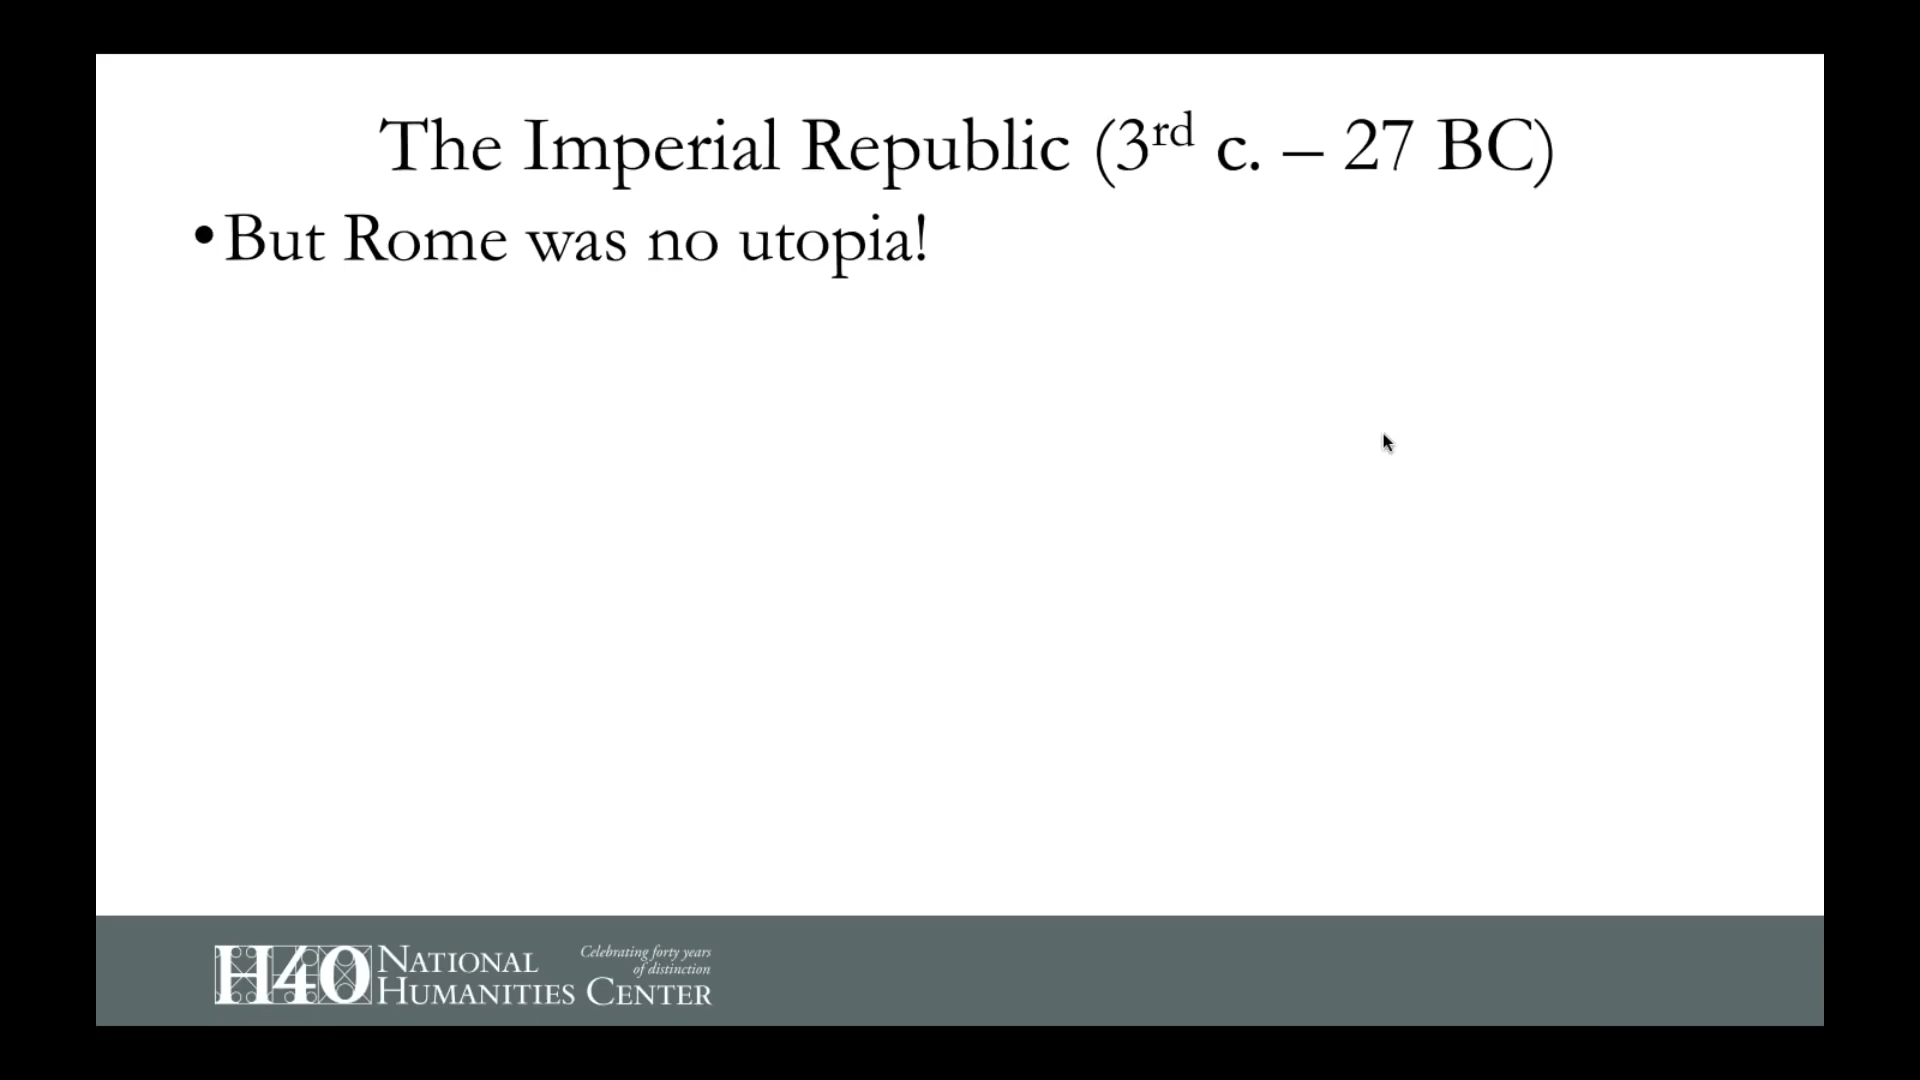 The Imperial Republic (3rd c. – 27 BC)
•But Rome was no utopia!
H40 NATIONAL HUMANITIES CENTER
Celebrating forty years
of distinction